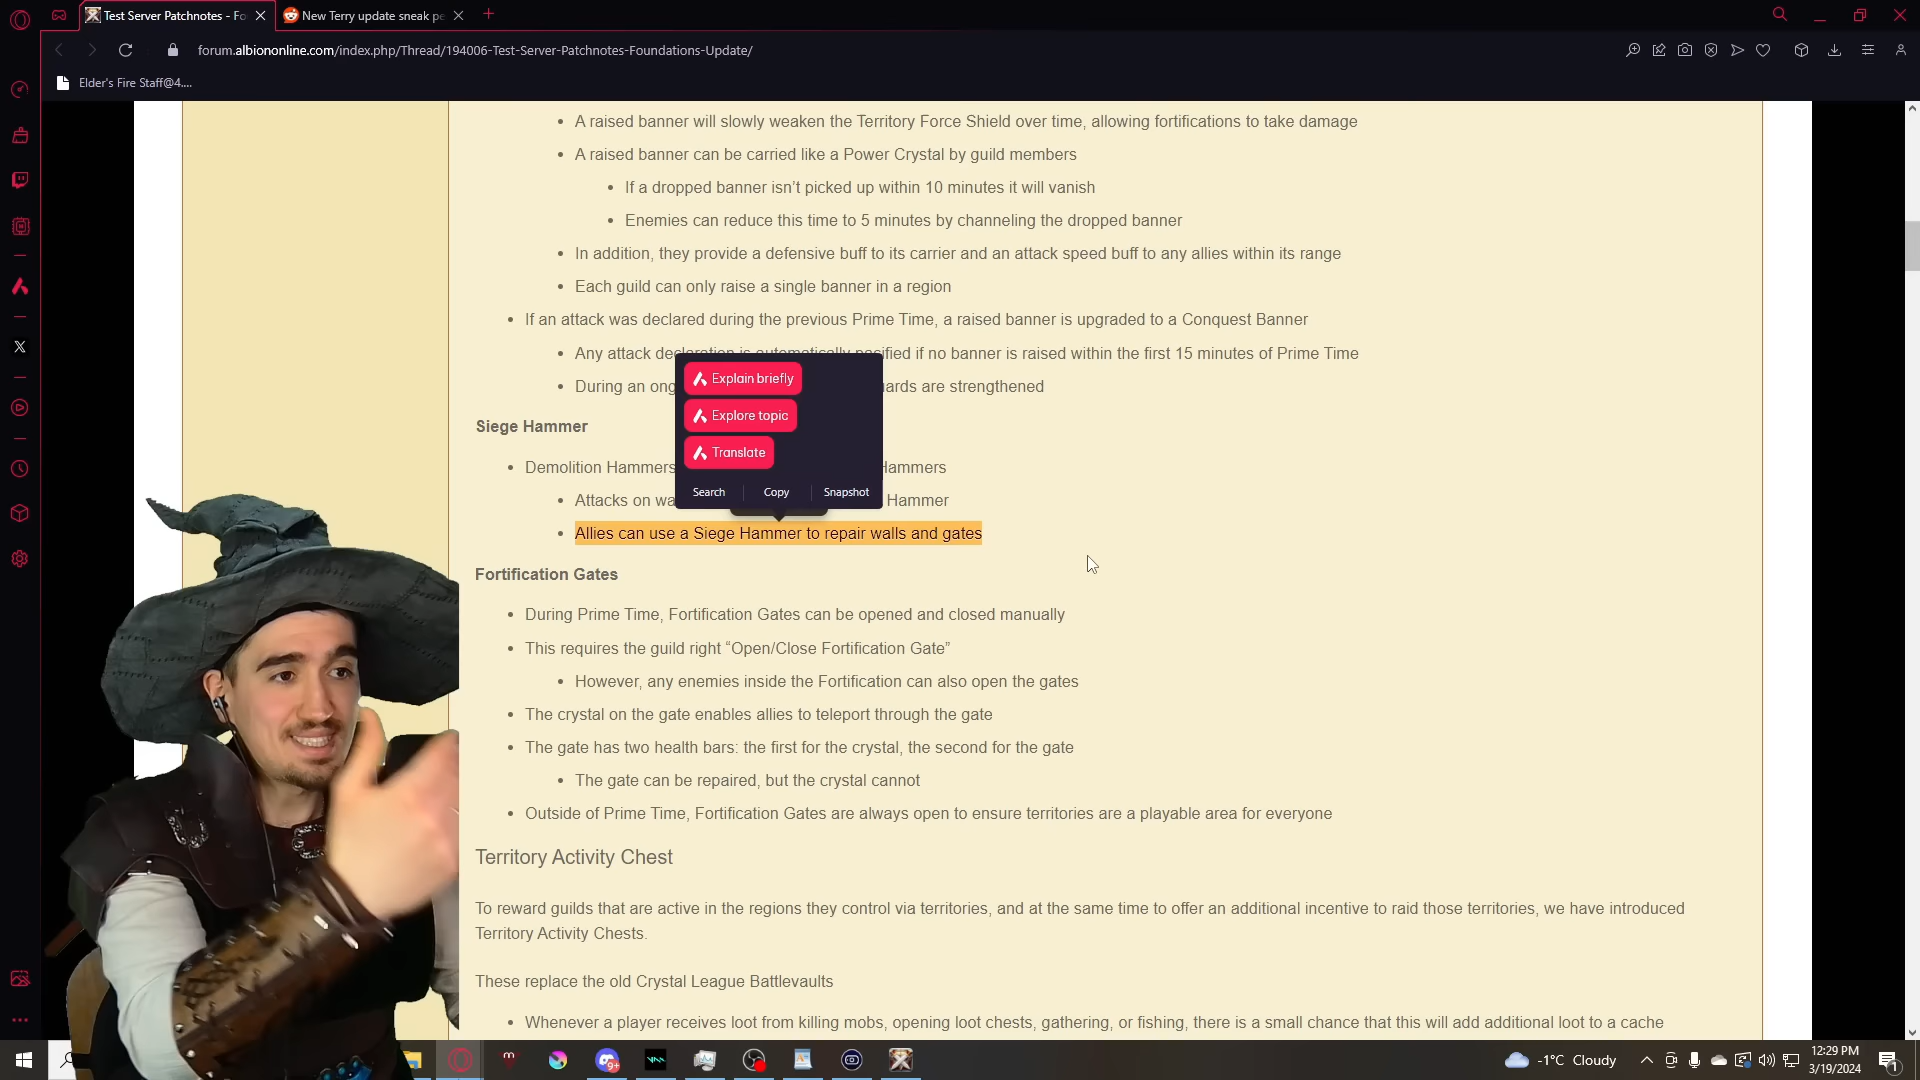 Test Server Patchnotes - Fo
New Terry update sneak pe
forum.albiononline.com/index.php/Thread/194006-Test-Server-Patchnotes-Foundations-Update/
Elder's Fire Staff@4....
A raised banner will slowly weaken the Territory Force Shield over time, allowing fortifications to take damage
A raised banner can be carried like a Power Crystal by guild members
If a dropped banner isn’t picked up within 10 minutes it will vanish
Enemies can reduce this time to 5 minutes by channeling the dropped banner
In addition, they provide a defensive buff to its carrier and an attack speed buff to any allies within its range
Each guild can only raise a single banner in a region
If an attack was declared during the previous Prime Time, a raised banner is upgraded to a Conquest Banner
Any attack declaration is automatically pacified if no banner is raised within the first 15 minutes of Prime Time
During an ong
ards are strengthened
Explain briefly
Explore topic
Translate
Search
Copy
Snapshot
Siege Hammer
Demolition Hammers
Hammers
Attacks on wa
Hammer
Allies can use a Siege Hammer to repair walls and gates
Fortification Gates
During Prime Time, Fortification Gates can be opened and closed manually
This requires the guild right “Open/Close Fortification Gate”
However, any enemies inside the Fortification can also open the gates
The crystal on the gate enables allies to teleport through the gate
The gate has two health bars: the first for the crystal, the second for the gate
The gate can be repaired, but the crystal cannot
Outside of Prime Time, Fortification Gates are always open to ensure territories are a playable area for everyone
Territory Activity Chest
To reward guilds that are active in the regions they control via territories, and at the same time to offer an additional incentive to raid those territories, we have introduced
Territory Activity Chests.
These replace the old Crystal League Battlevaults
Whenever a player receives loot from killing mobs, opening loot chests, gathering, or fishing, there is a small chance that this will add additional loot to a cache
9+
-1°C Cloudy
12:29 PM
3/19/2024
1